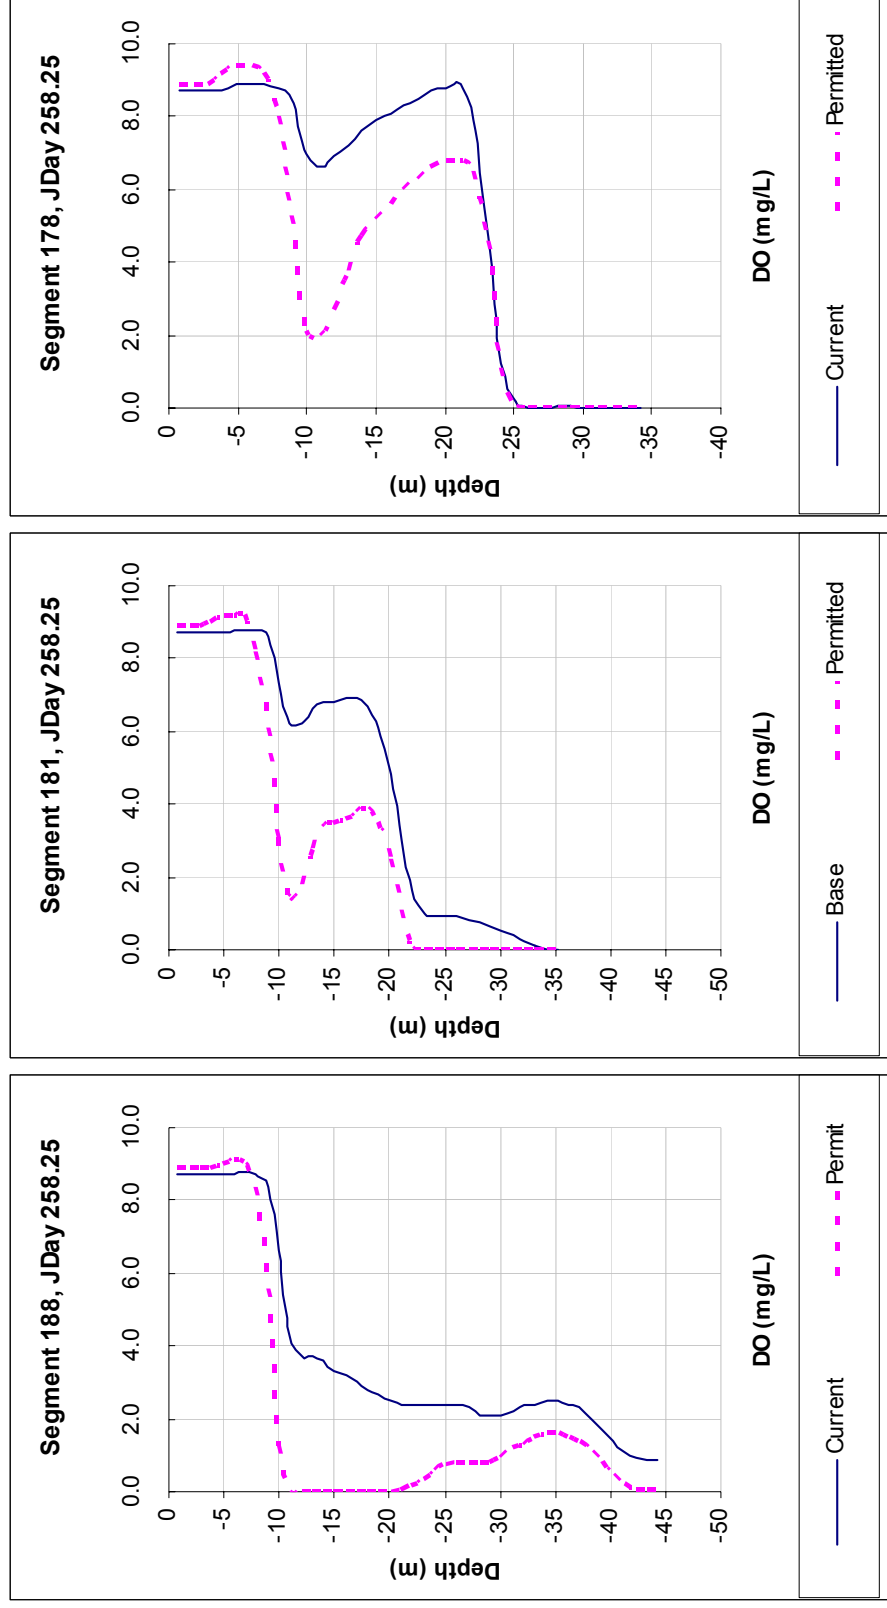 Segment 188, JDay 258.25
0.0 2.0 4.0 6.0 8.0 10.0
0
-5
-10
-15
-20
-25
-30
-35
-40
-45
-50
Depth (m)
DO (mg/L)
Current Permit
Segment 181, JDay 258.25
0.0 2.0 4.0 6.0 8.0 10.0
0
-5
-10
-15
-20
-25
-30
-35
-40
-45
-50
Depth (m)
DO (mg/L)
Base Permitted
Segment 178, JDay 258.25
0.0 2.0 4.0 6.0 8.0 10.0
0
-5
-10
-15
-20
-25
-30
-35
-40
Depth (m)
DO (mg/L)
Current Permitted